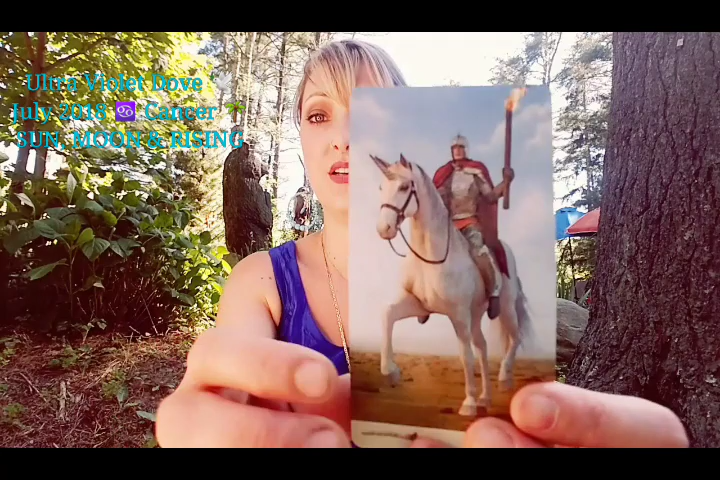 Ultra Violet Dove 🕊
July 2018 ♋ Cancer 🌴
SUN, MOON & RISING